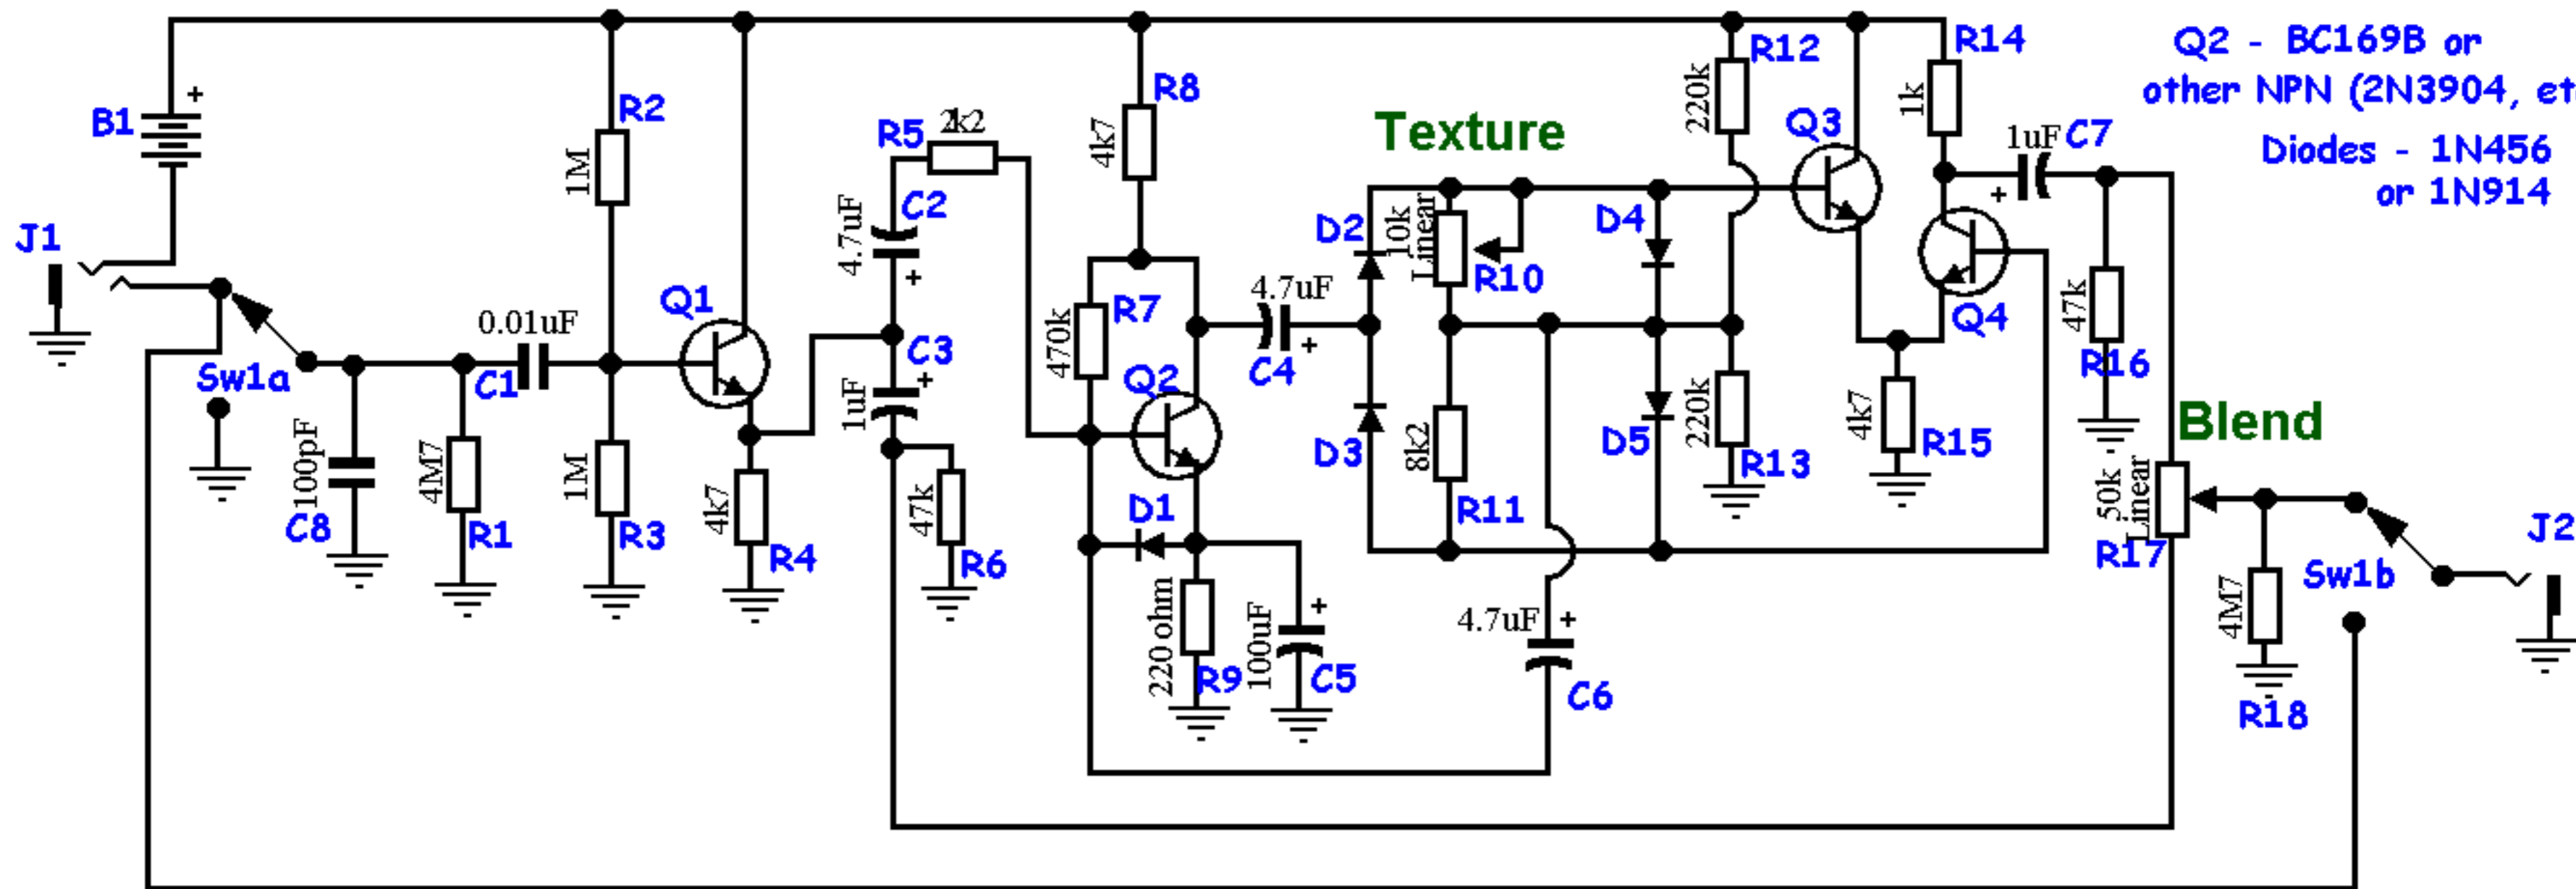 Q2 - BC169B or
other NPN (2N3904, et
Diodes - 1N456
or 1N914
B1
+
J1
Sw1a
100pF
C8
4M7
R1
0.01uF
C1
R2
1M
1M
R3
Q1
4k7
R4
R5
2k2
C2
4.7uF
+
C3
1uF
+
47k
R6
R8
4k7
R7
470k
Q2
D1
220 ohm
R9
100uF
+
C5
4.7uF
+
C4
Texture
D2
D3
10k
Linear
R10
8k2
R11
D4
D5
4.7uF
+
C6
R12
220k
220k
R13
Q3
R14
1k
Q4
4k7
R15
1uF
C7
+
47k
R16
Blend
50k
Linear
R17
4M7
R18
Sw1b
J2